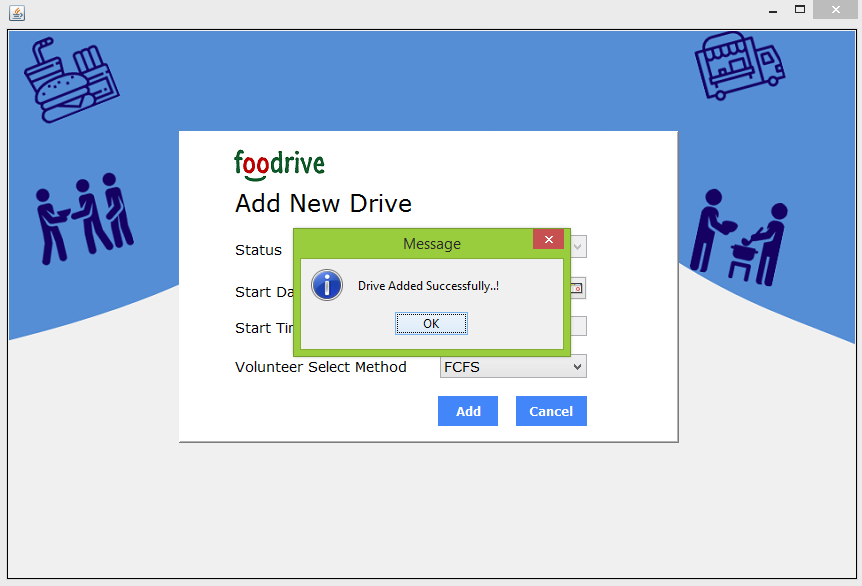 foodrive
Add New Drive
Message
Status
Drive Added Successfully..!
Start Da
OK
Start Tin
Volunteer Select Method FCFS
Add Cancel